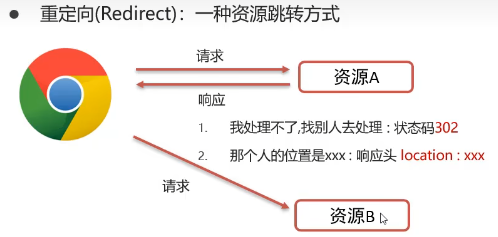 ● 重定向(Redirect)：一种资源跳转方式
请求
资源A
响应
1. 我处理不了,找别人去处理 : 状态码302
2. 那个人的位置是xxx : 响应头 location : xxx
请求
资源B